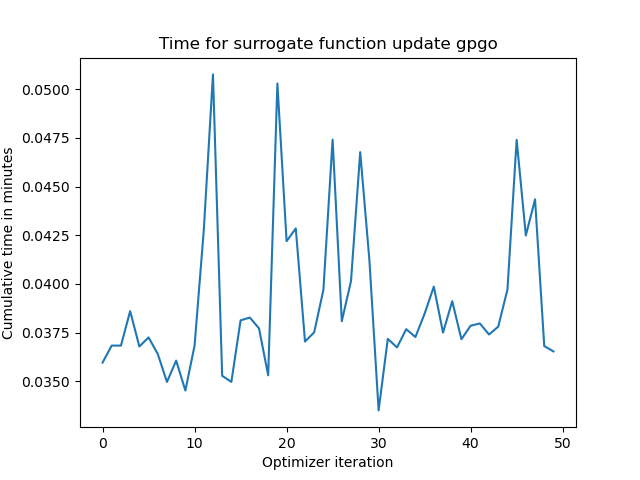 Time for surrogate function update gpgo
Cumulative time in minutes
0.0500
0.0475
0.0450
0.0425
0.0400
0.0375
0.0350
0 10 20 30 40 50
Optimizer iteration